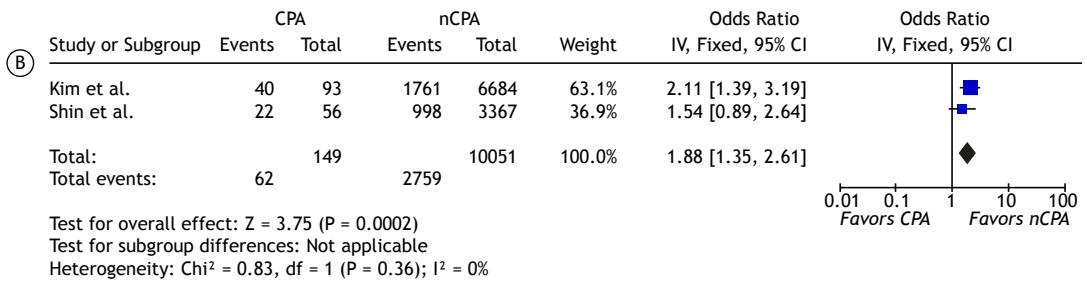 CPA nCPA Odds Ratio Odds Ratio
B Study or Subgroup Events Total Events Total Weight IV, Fixed, 95% CI IV, Fixed, 95% CI
Kim et al. 40 93 1761 6684 63.1% 2.11 [1.39, 3.19]
Shin et al. 22 56 998 3367 36.9% 1.54 [0.89, 2.64]
Total: 149 10051 100.0% 1.88 [1.35, 2.61]
Total events: 62 2759
0.01 0.1 1 10 100
Favors CPA Favors nCPA
Test for overall effect: Z = 3.75 (P = 0.0002)
Test for subgroup differences: Not applicable
Heterogeneity: Chi² = 0.83, df = 1 (P = 0.36); I² = 0%